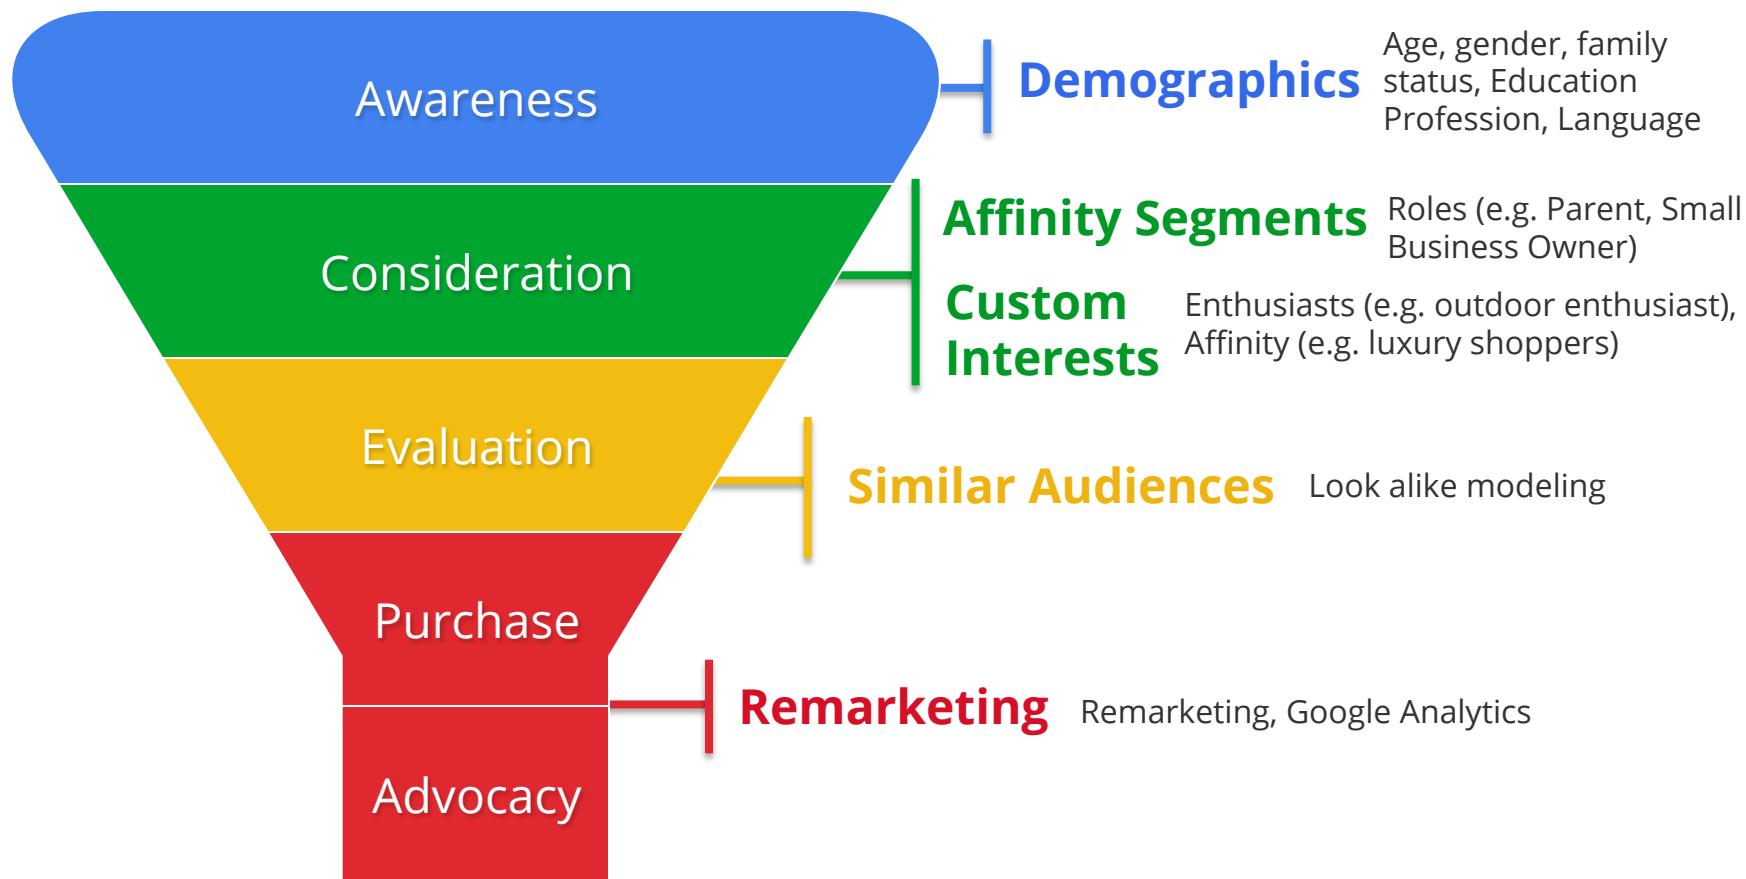 Awareness
Demographics
Age, gender, family
status, Education
Profession, Language
Consideration
Affinity Segments
Roles (e.g. Parent, Small
Business Owner)
Custom
Interests
Enthusiasts (e.g. outdoor enthusiast),
Affinity (e.g. luxury shoppers)
Evaluation
Similar Audiences
Look alike modeling
Purchase
Remarketing
Remarketing, Google Analytics
Advocacy